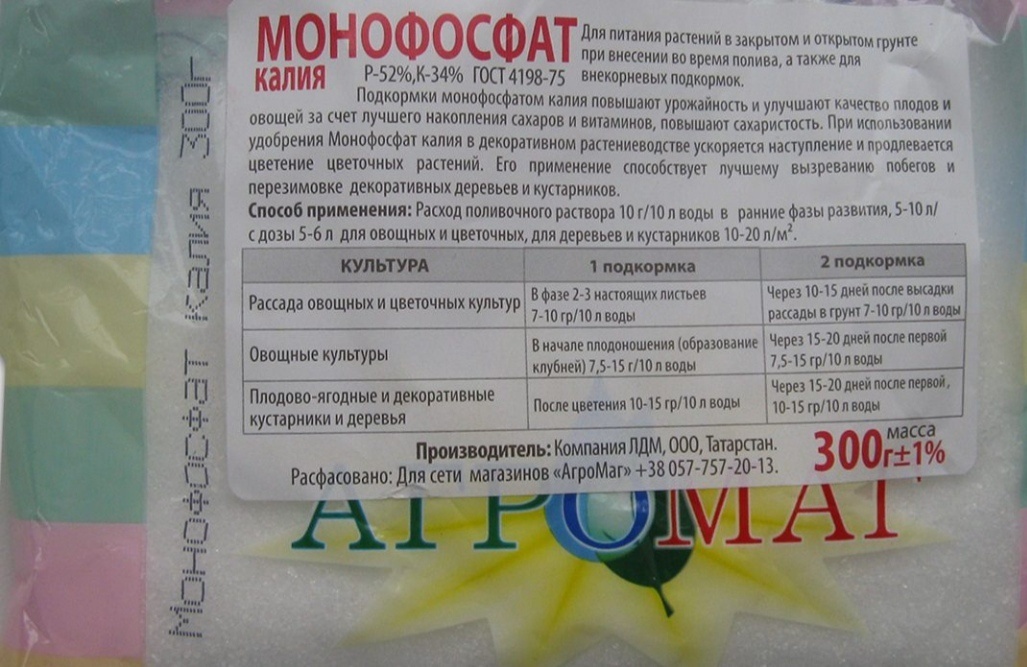 МОНОФОСФАТ
калия
Р-52%,К-34% ГОСТ 4198-75
Для питания растений в закрытом и открытом грунте
при внесении во время полива, а также для
внекорневых подкормок.
Подкормки монофосфатом калия повышают урожайность и улучшают качество плодов и
овощей за счет лучшего накопления сахаров и витаминов, повышают сахаристость. При использовании
удобрения Монофосфат калия в декоративном растениеводстве ускоряется наступление и продлевается
цветение цветочных растений. Его применение способствует лучшему вызреванию побегов и
перезимовке декоративных деревьев и кустарников.
Способ применения: Расход поливочного раствора 10 г/10 л воды в ранние фазы развития, 5-10 л/
с дозы 5-6 л для овощных и цветочных, для деревьев и кустарников 10-20 л/м².
КУЛЬТУРА 1 подкормка 2 подкормка
Рассада овощных и цветочных культур
В фазе 2-3 настоящих листьев
7-10 гр/10 л воды
Через 10-15 дней после высадки
рассады в грунт 7-10 гр/10 л воды
Овощные культуры
В начале плодоношения (образование
клубней) 7,5-15 г/10 л воды
Через 15-20 дней после первой
7,5-15 гр/10 л воды
Плодово-ягодные и декоративные
кустарники и деревья
После цветения 10-15 гр/10 л воды
Через 15-20 дней после первой,
10-15 гр/10 л воды
Производитель: Компания ЛДМ, ООО, Татарстан.
Расфасовано: Для сети магазинов «АгроМаг» +38 057-757-20-13.
масса
300г±1%
АГРОМАГ
Монофосфат калия 300г